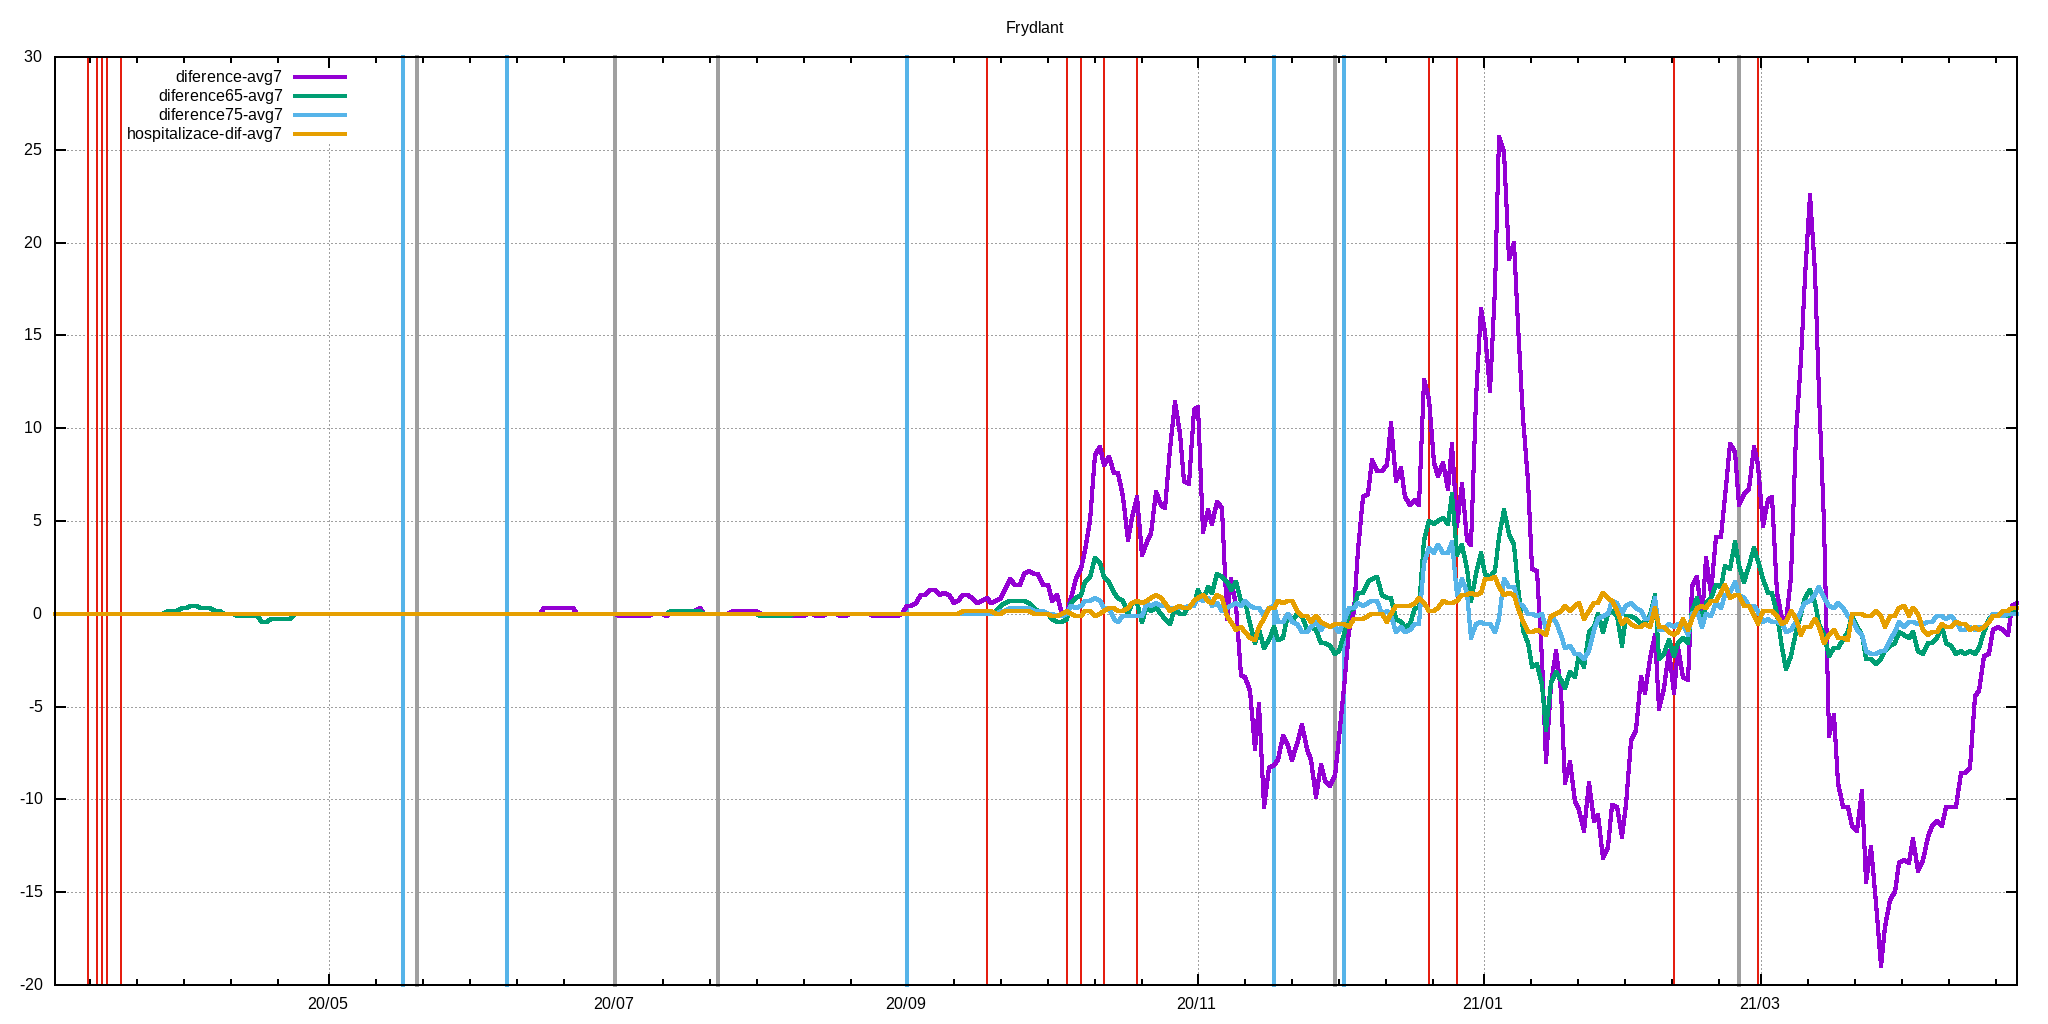 Frydlant
diference-avg7
diference65-avg7
diference75-avg7
hospitalizace-dif-avg7
30
25
20
15
10
5
0
-5
-10
-15
-20
20/05 20/07 20/09 20/11 21/01 21/03